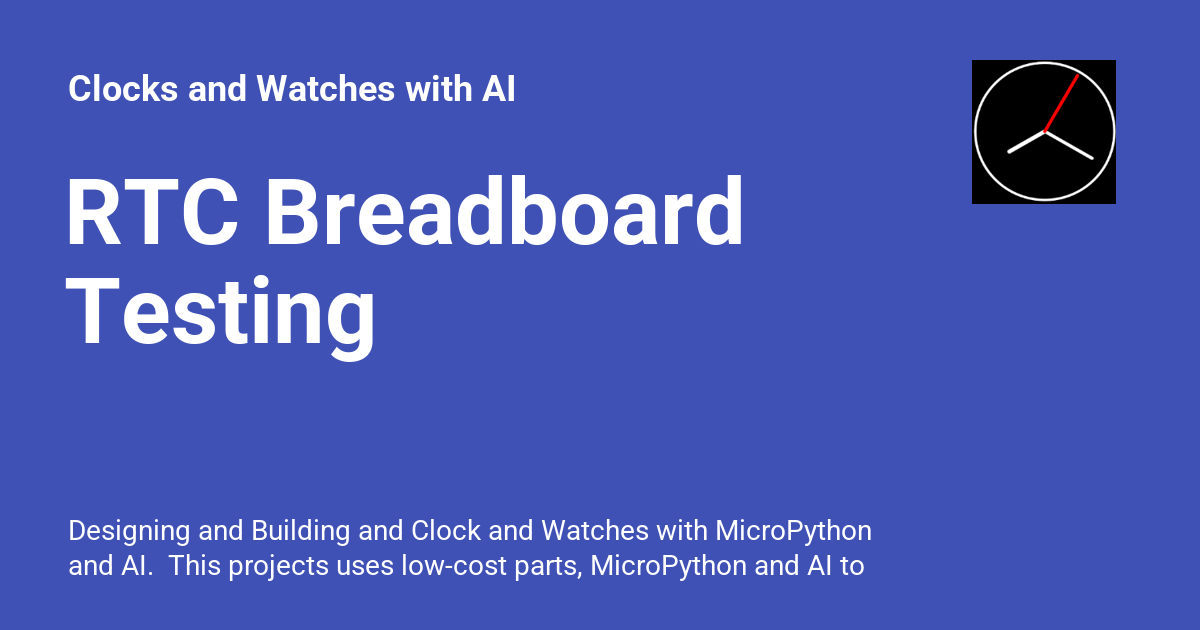 Clocks and Watches with AI
RTC Breadboard
Testing
Designing and Building and Clock and Watches with MicroPython
and AI.  This projects uses low-cost parts, MicroPython and AI to